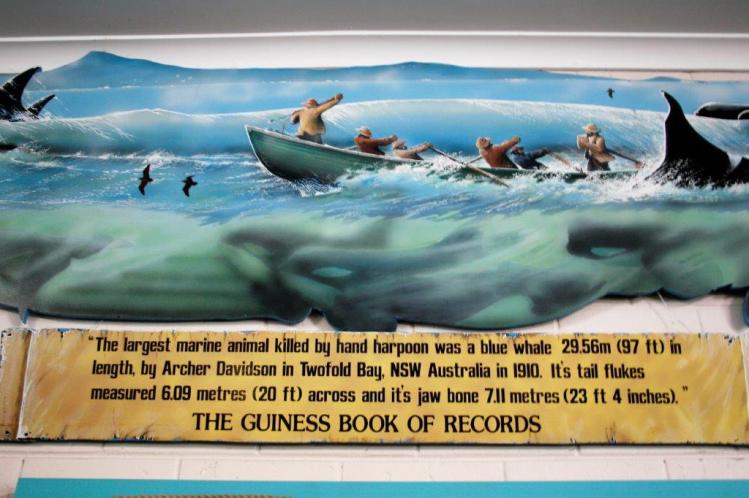 "The largest marine animal killed by hand harpoon was a blue whale 29.56m (97 ft) in
length, by Archer Davidson in Twofold Bay, NSW Australia in 1910. It's tail flukes
measured 6.09 metres (20 ft) across and it's jaw bone 7.11 metres (23 ft 4 inches)."
THE GUINESS BOOK OF RECORDS